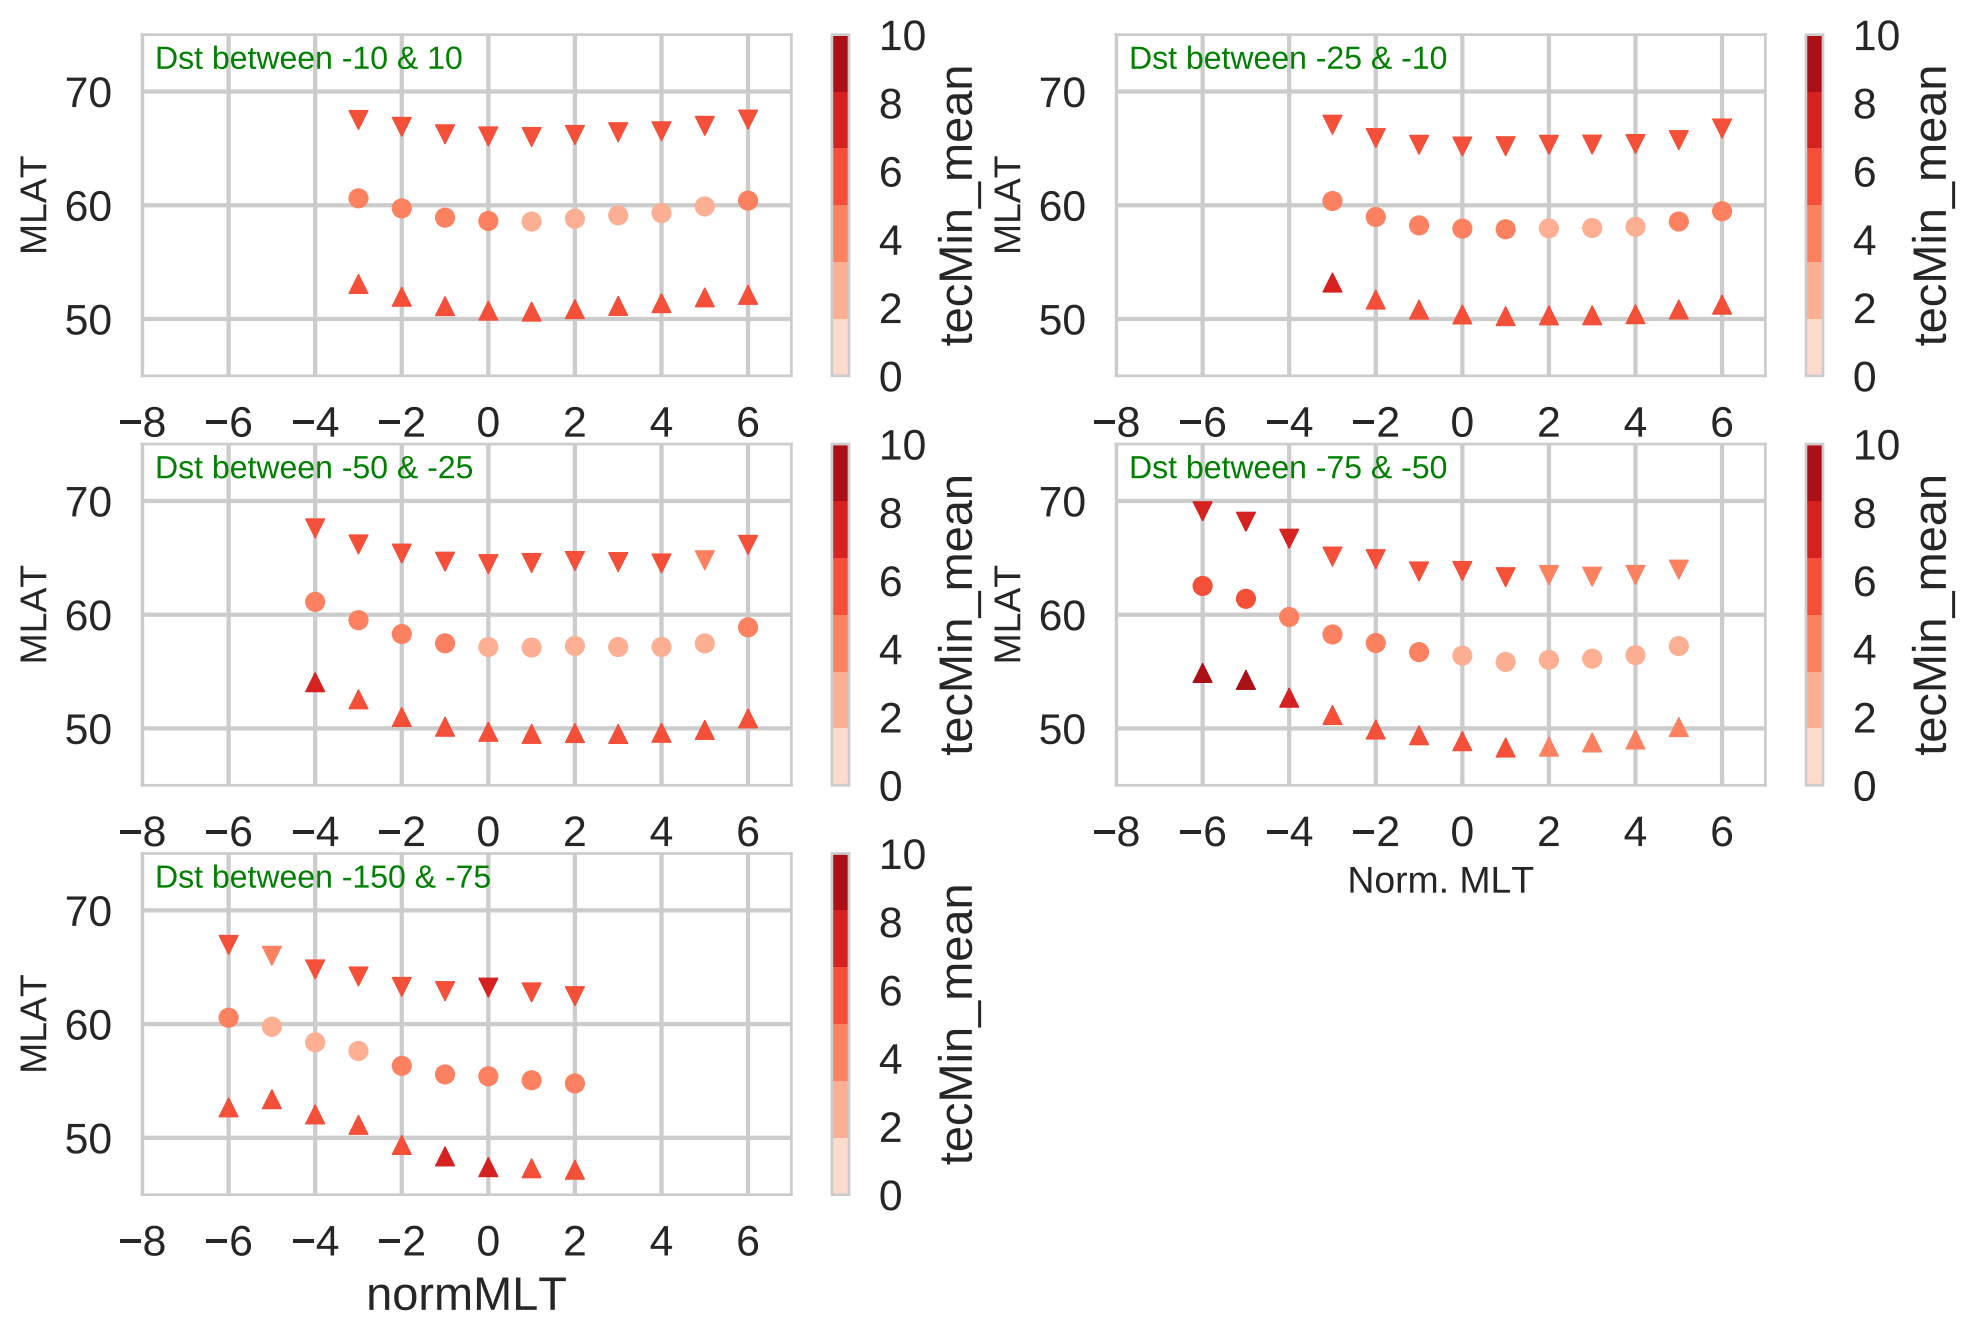 Dst between -10 & 10
MLAT
70
60
50
−8 −6 −4 −2 0 2 4 6
10
8
6
4
2
0
tecMin_mean
Dst between -25 & -10
MLAT
70
60
50
−8 −6 −4 −2 0 2 4 6
10
8
6
4
2
0
tecMin_mean
Dst between -50 & -25
MLAT
70
60
50
−8 −6 −4 −2 0 2 4 6
10
8
6
4
2
0
tecMin_mean
Dst between -75 & -50
MLAT
70
60
50
−8 −6 −4 −2 0 2 4 6
Norm. MLT
10
8
6
4
2
0
tecMin_mean
Dst between -150 & -75
MLAT
70
60
50
−8 −6 −4 −2 0 2 4 6
normMLT
10
8
6
4
2
0
tecMin_mean